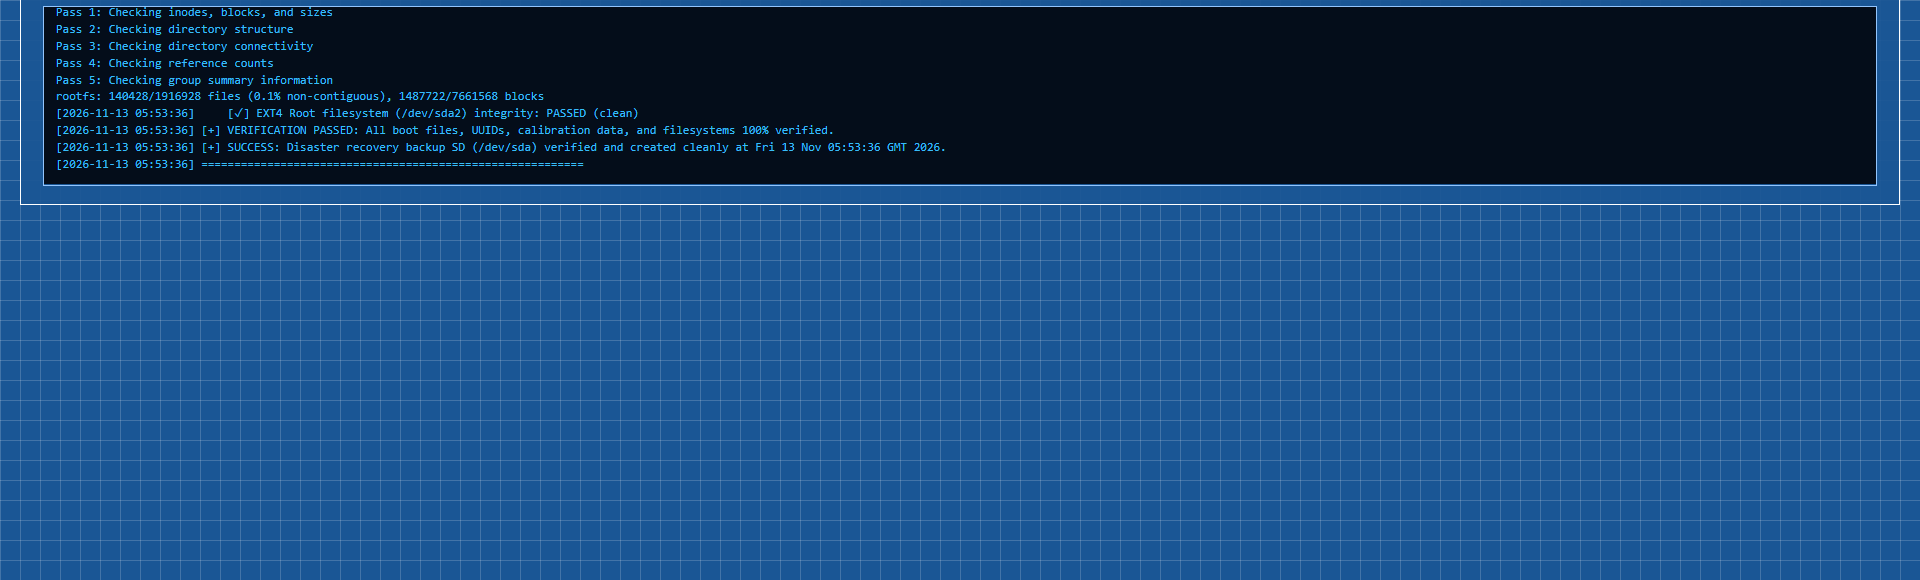 Pass 1: Checking inodes, blocks, and sizes
Pass 2: Checking directory structure
Pass 3: Checking directory connectivity
Pass 4: Checking reference counts
Pass 5: Checking group summary information
rootfs: 140428/1916928 files (0.1% non-contiguous), 1487722/7661568 blocks
[2026-11-13 05:53:36]     [✓] EXT4 Root filesystem (/dev/sda2) integrity: PASSED (clean)
[2026-11-13 05:53:36] [+] VERIFICATION PASSED: All boot files, UUIDs, calibration data, and filesystems 100% verified.
[2026-11-13 05:53:36] [+] SUCCESS: Disaster recovery backup SD (/dev/sda) verified and created cleanly at Fri 13 Nov 05:53:36 GMT 2026.
[2026-11-13 05:53:36] ==========================================================